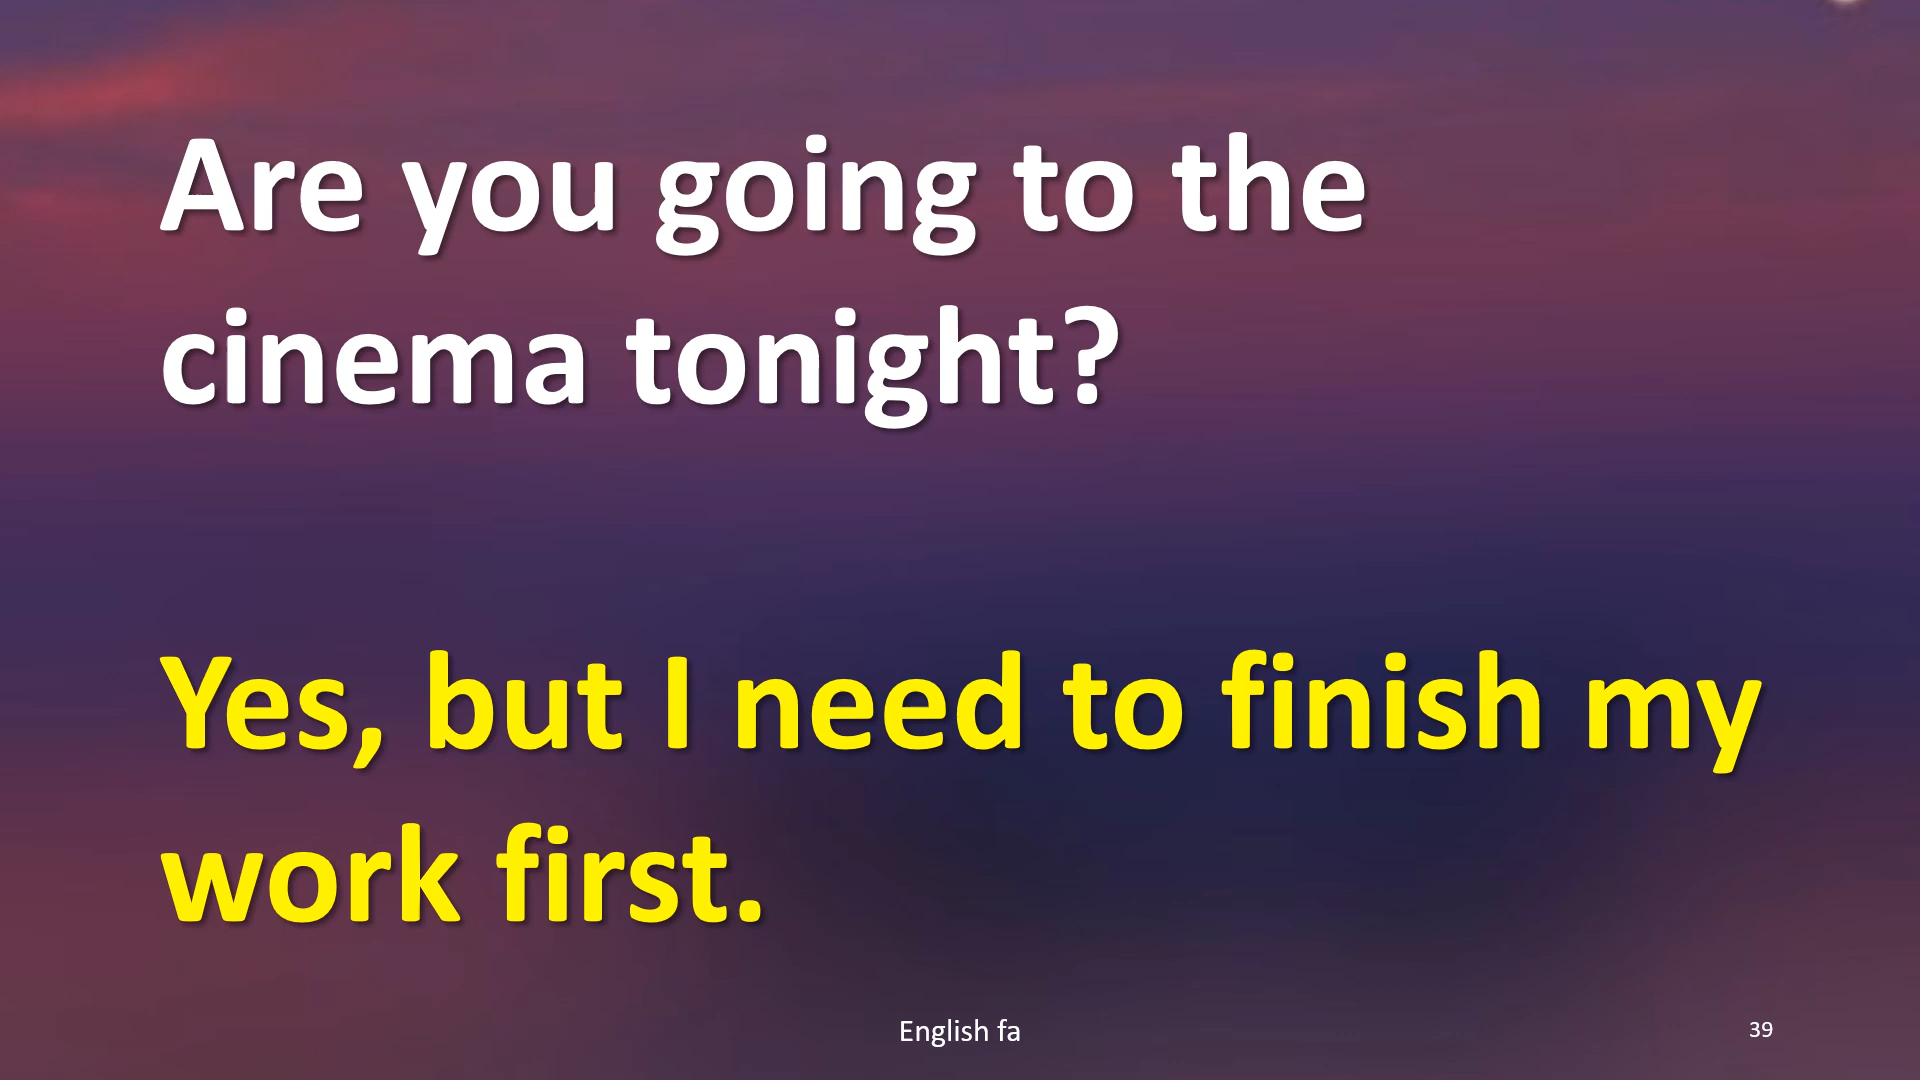 Are you going to the
cinema tonight?
Yes, but I need to finish my
work first.
English fa
39